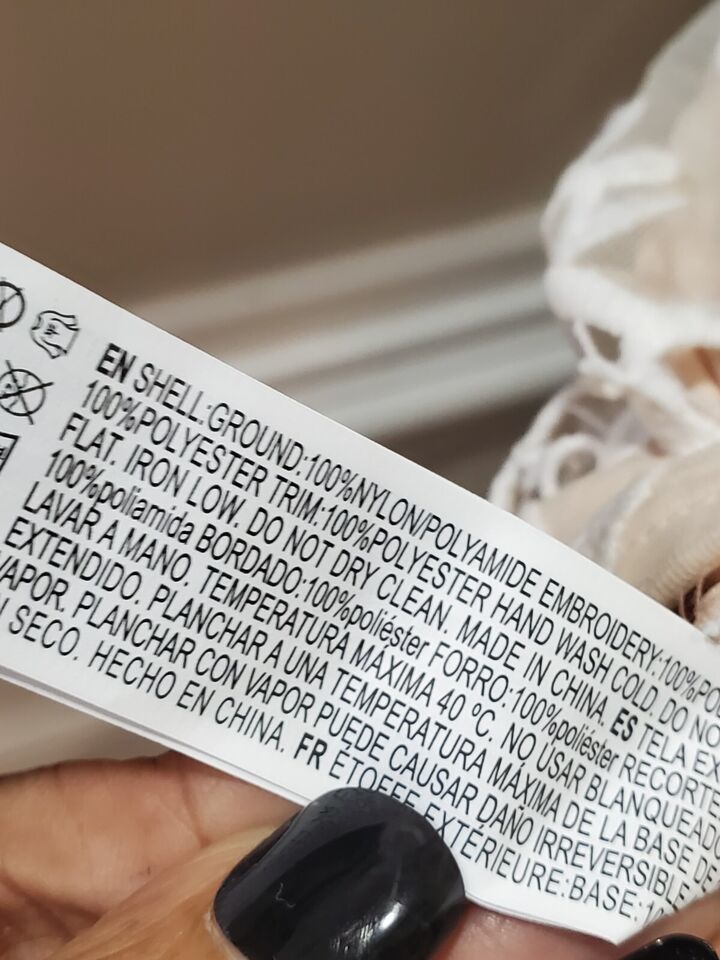 EN SHELL:GROUND:100%NYLON/POLYAMIDE EMBROIDERY:100%PO
100%POLYESTER TRIM:100%POLYESTER HAND WASH COLD. DO NO
FLAT. IRON LOW. DO NOT DRY CLEAN. MADE IN CHINA. ES TELA EX
100%poliamida BORDADO:100%poliéster FORRO:100%poliéster RECORTE
LAVAR A MANO. TEMPERATURA MÁXIMA 40 °C. NO USAR BLANQUEADO
EXTENDIDO. PLANCHAR A UNA TEMPERATURA MÁXIMA DE LA BASE DE
VAPOR. PLANCHAR CON VAPOR PUEDE CAUSAR DAÑO IRREVERSIBLE
SECO. HECHO EN CHINA. FR ÉTOFFE EXTÉRIEURE:BASE: